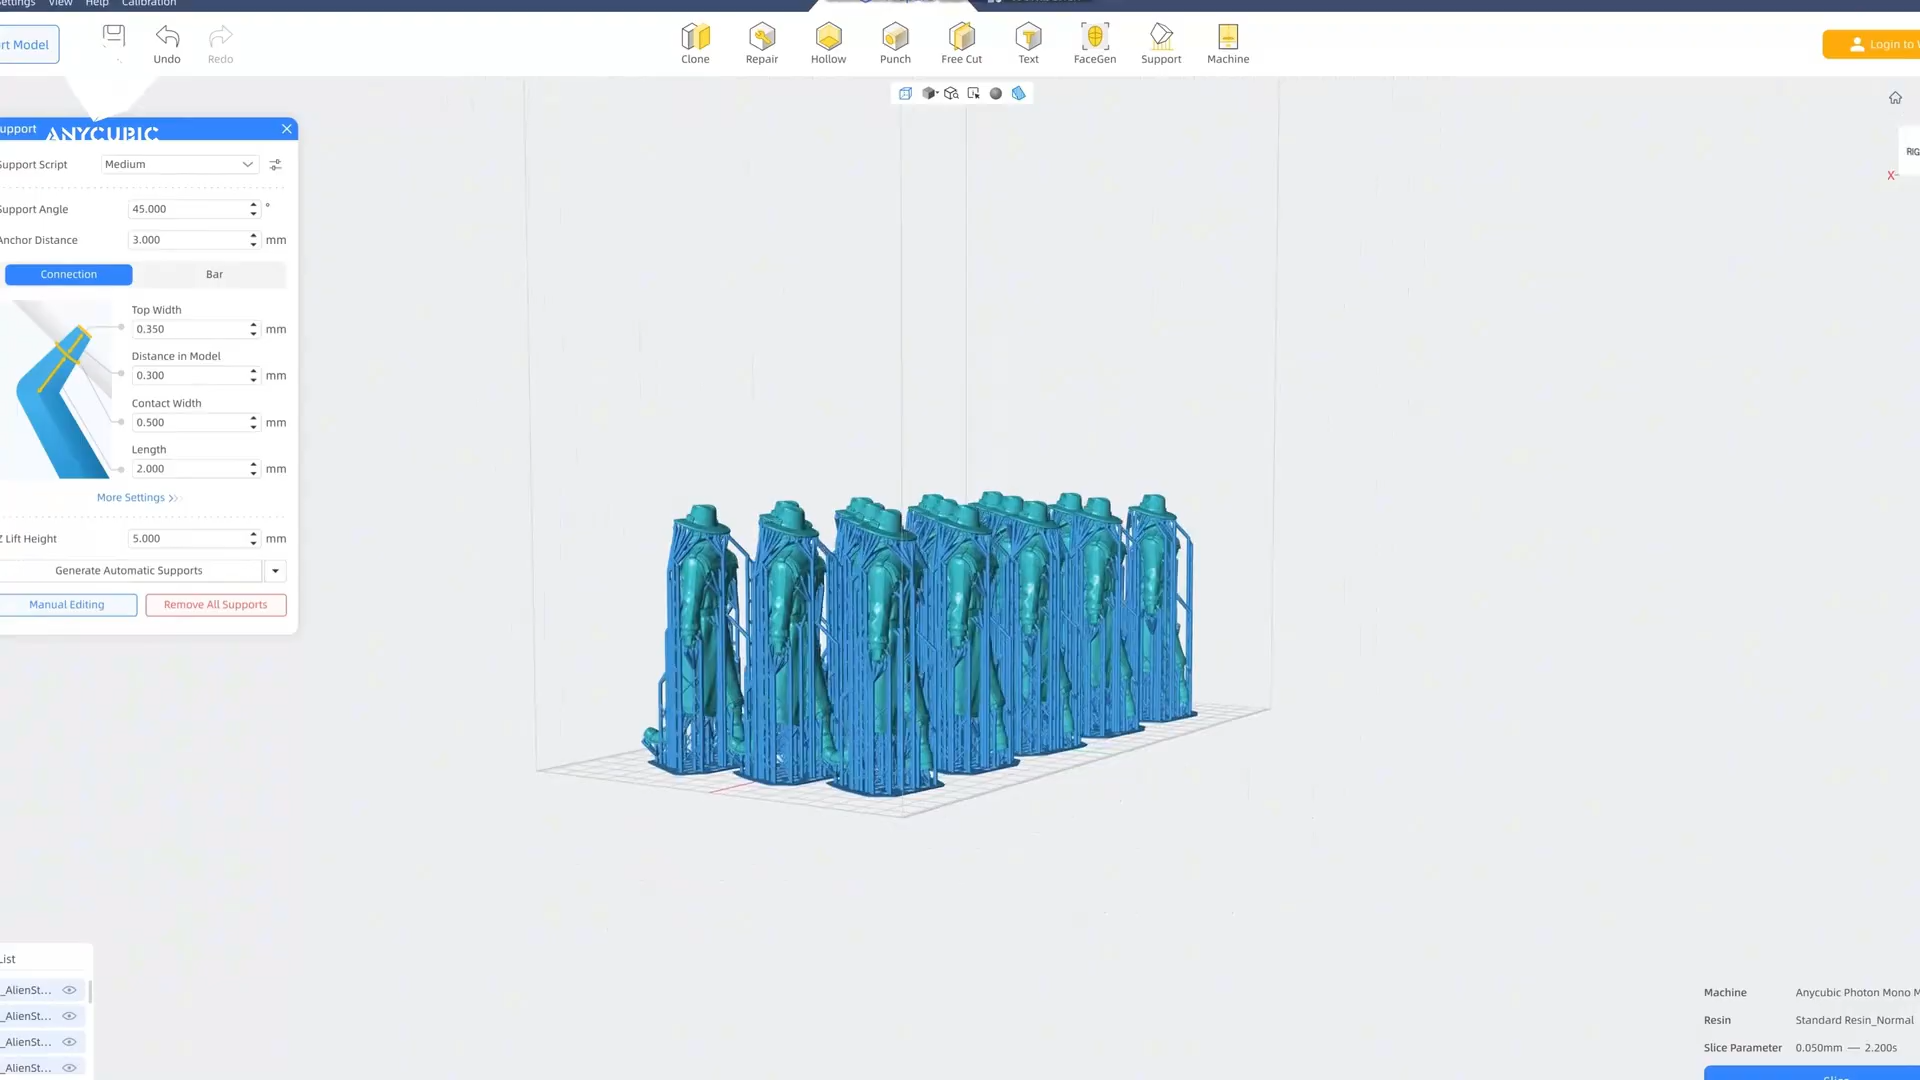 ettings View Help Calibration
rt Model
Undo
Redo
Clone
Repair
Hollow
Punch
Free Cut
Text
FaceGen
Support
Machine
Login to
upport
ANYCUBIC
Support Script
Medium
Support Angle
45.000
°
Anchor Distance
3.000
mm
Connection
Bar
Top Width
0.350
mm
Distance in Model
0.300
mm
Contact Width
0.500
mm
Length
2.000
mm
More Settings
Z Lift Height
5.000
mm
Generate Automatic Supports
Manual Editing
Remove All Supports
RIG
X-
List
_AlienSt...
_AlienSt...
_AlienSt...
_AlienSt...
Machine
Anycubic Photon Mono M
Resin
Standard Resin_Normal
Slice Parameter
0.050mm — 2.200s
Slice